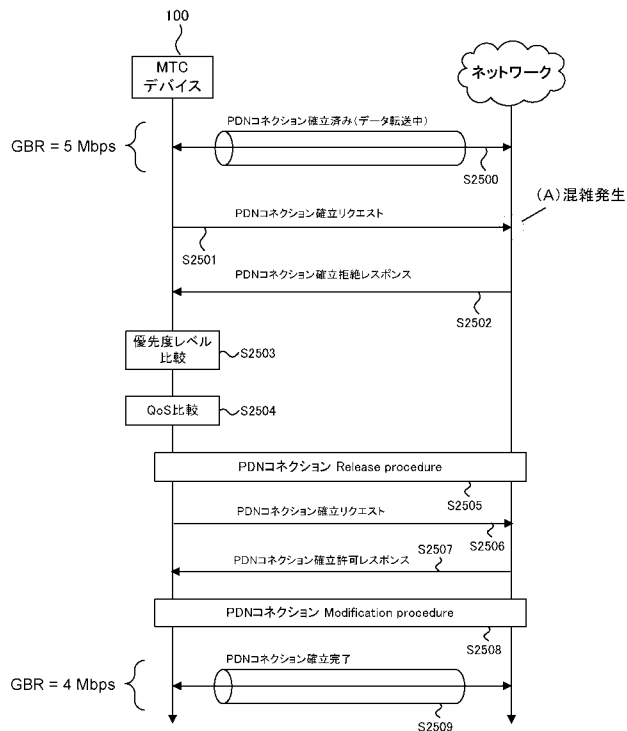 100
MTC
デバイス
ネットワーク
PDNコネクション確立済み(データ転送中)
GBR = 5 Mbps
S2500
(A)混雑発生
PDNコネクション確立リクエスト
S2501
PDNコネクション確立拒絶レスポンス
S2502
優先度レベル
比較
S2503
QoS比較
S2504
PDNコネクション Release procedure
S2505
PDNコネクション確立リクエスト
S2506
S2507
PDNコネクション確立許可レスポンス
PDNコネクション Modification procedure
S2508
PDNコネクション確立完了
GBR = 4 Mbps
S2509